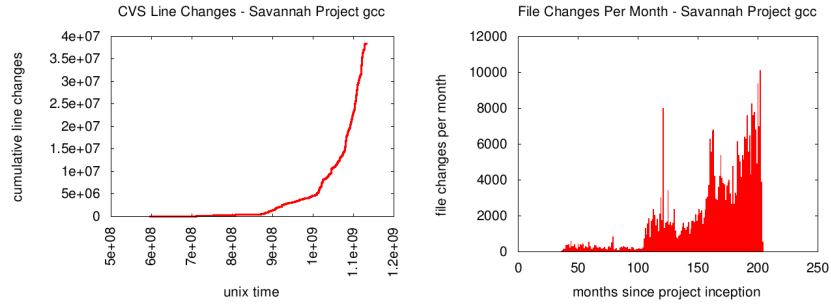 CVS Line Changes - Savannah Project gcc
cumulative line changes
4e+07
3.5e+07
3e+07
2.5e+07
2e+07
1.5e+07
1e+07
5e+06
0
5e+08
6e+08
7e+08
8e+08
9e+08
1e+09
1.1e+09
1.2e+09
unix time
File Changes Per Month - Savannah Project gcc
file changes per month
12000
10000
8000
6000
4000
2000
0
0 50 100 150 200 250
months since project inception